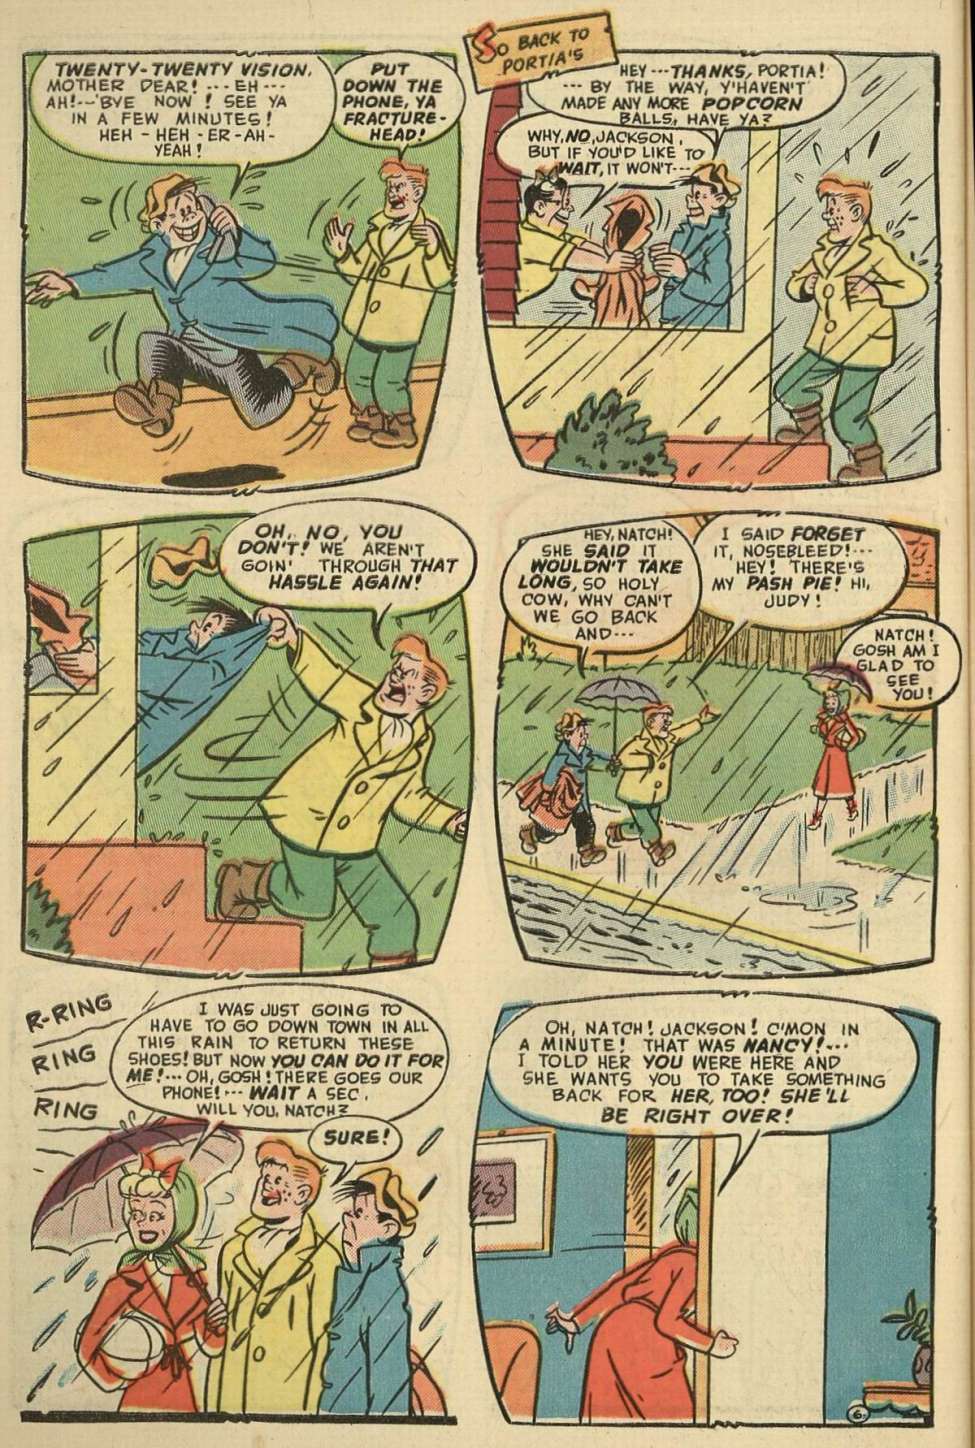 TWENTY-TWENTY VISION,
MOTHER DEAR! --- EH ---
AH!--'BYE NOW! SEE YA
IN A FEW MINUTES!
HEH - HEH - ER - AH -
YEAH!
PUT
DOWN THE
PHONE, YA
FRACTURE-
HEAD!
SO BACK TO
PORTIA'S
HEY --- THANKS, PORTIA!
--- BY THE WAY, Y'HAVEN'T
MADE ANY MORE POPCORN
BALLS, HAVE YA?
WHY, NO, JACKSON,
BUT IF YOU'D LIKE TO
WAIT, IT WON'T---
OH, NO, YOU
DON'T! WE AREN'T
GOIN' THROUGH THAT
HASSLE AGAIN!
HEY, NATCH!
SHE SAID IT
WOULDN'T TAKE
LONG, SO HOLY
COW, WHY CAN'T
WE GO BACK
AND---
I SAID FORGET
IT, NOSEBLEED!---
HEY! THERE'S
MY PASH PIE! HI,
JUDY!
NATCH!
GOSH AM I
GLAD TO
SEE
YOU!
R-RING
RING
RING
I WAS JUST GOING TO
HAVE TO GO DOWN TOWN IN ALL
THIS RAIN TO RETURN THESE
SHOES! BUT NOW YOU CAN DO IT FOR
ME!--- OH, GOSH! THERE GOES OUR
PHONE!--- WAIT A SEC,
WILL YOU, NATCH?
SURE!
OH, NATCH! JACKSON! C'MON IN
A MINUTE! THAT WAS NANCY!---
I TOLD HER YOU WERE HERE AND
SHE WANTS YOU TO TAKE SOMETHING
BACK FOR HER, TOO! SHE'LL
BE RIGHT OVER!
6